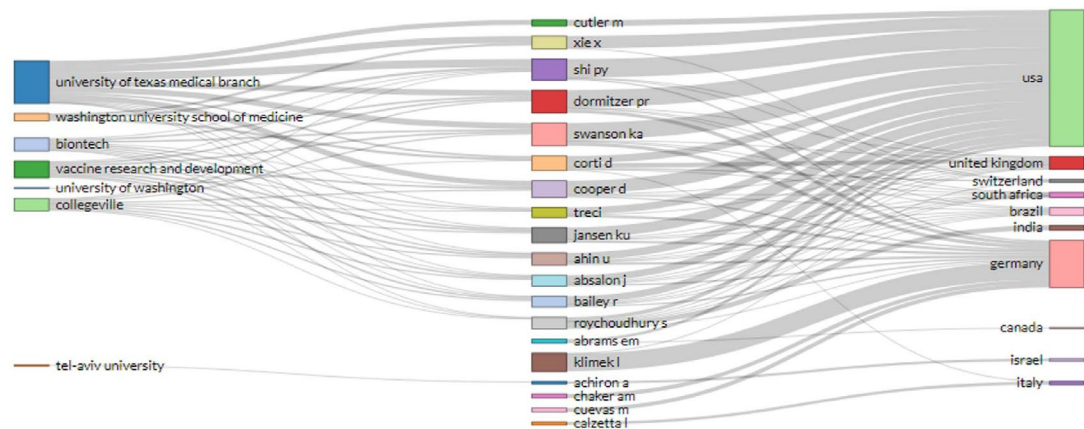 university of texas medical branch
washington university school of medicine
biontech
vaccine research and development
university of washington
collegeville
tel-aviv university
cutler m
xie x
shi py
dormitzer pr
swanson ka
corti d
cooper d
treci
jansen ku
ahin u
absalon j
bailey r
roychoudhury s
abrams em
klimek l
achiron a
chaker am
cuevas m
calzetta l
usa
united kingdom
switzerland
south africa
brazil
india
germany
canada
israel
italy